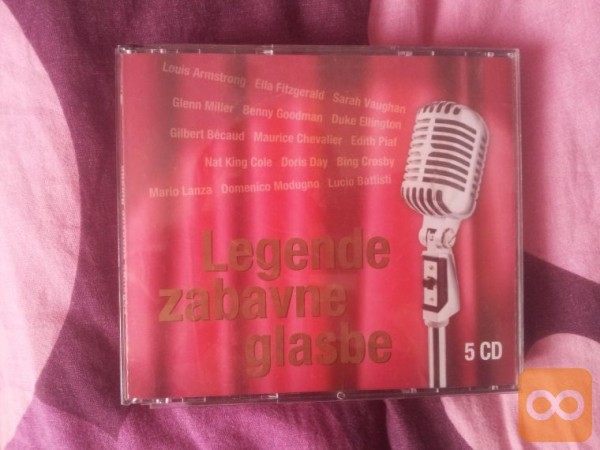 Louis Armstrong Ella Fitzgerald Sarah Vaughan
Glenn Miller Benny Goodman Duke Ellington
Gilbert Bécaud Maurice Chevalier Edith Piaf
Nat King Cole Doris Day Bing Crosby
Mario Lanza Domenico Modugno Lucio Battisti
Legende
zabavne
glasbe
5 CD